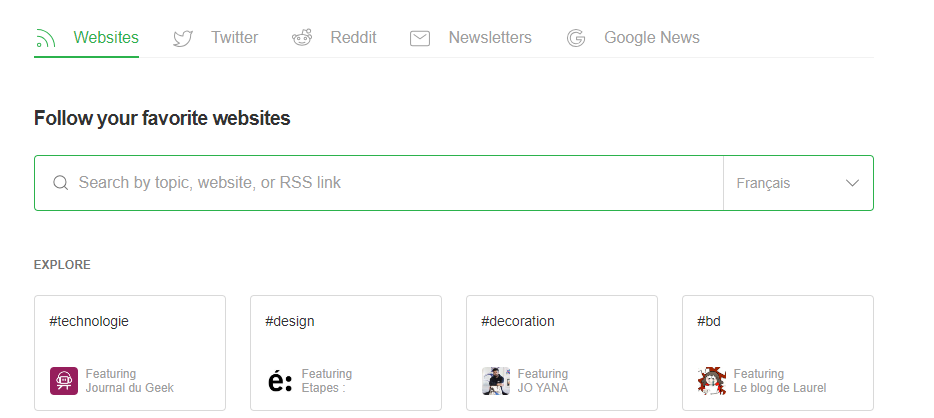 Websites Twitter Reddit Newsletters Google News
Follow your favorite websites
Search by topic, website, or RSS link Français
EXPLORE
#technologie #design #decoration #bd
é: Featuring Featuring Featuring Featuring
Journal du Geek Etapes : JO YANA Le blog de Laurel